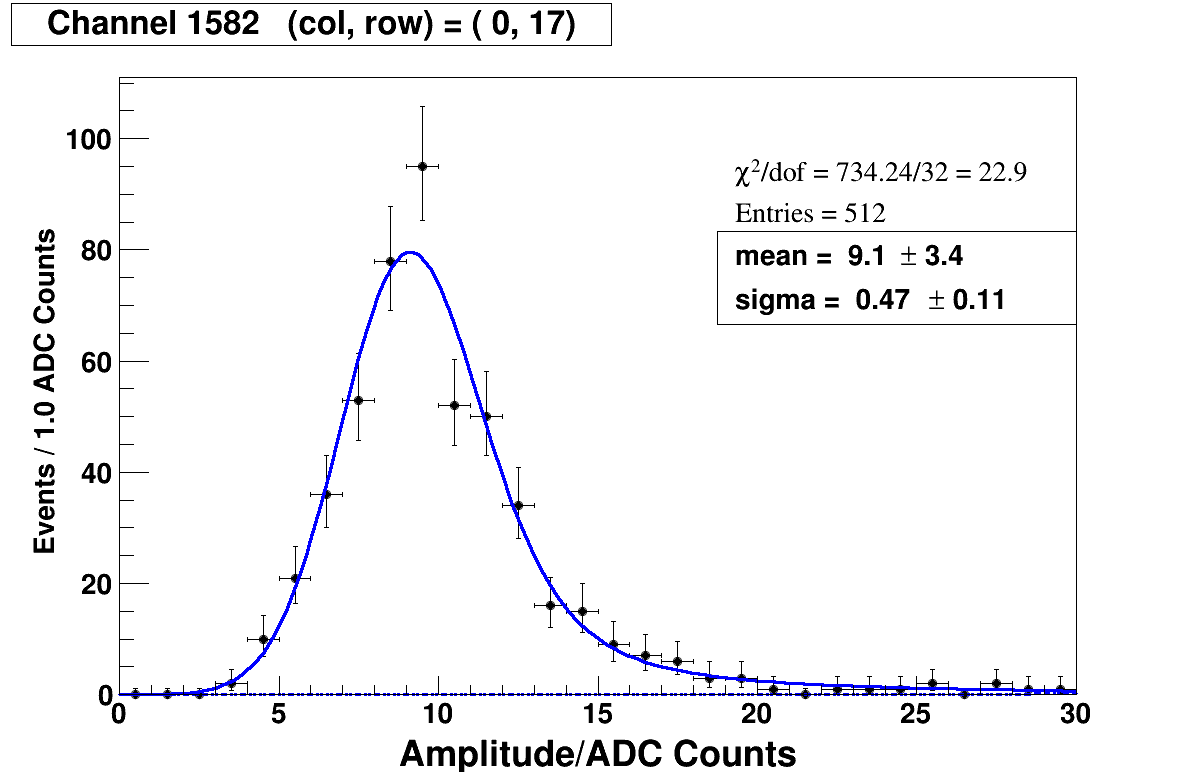 Channel 1582 (col, row) = ( 0, 17)
χ²/dof = 734.24/32 = 22.9
Entries = 512
mean = 9.1 ± 3.4
sigma = 0.47 ± 0.11
Events / 1.0 ADC Counts
100
80
60
40
20
0
0 5 10 15 20 25 30
Amplitude/ADC Counts